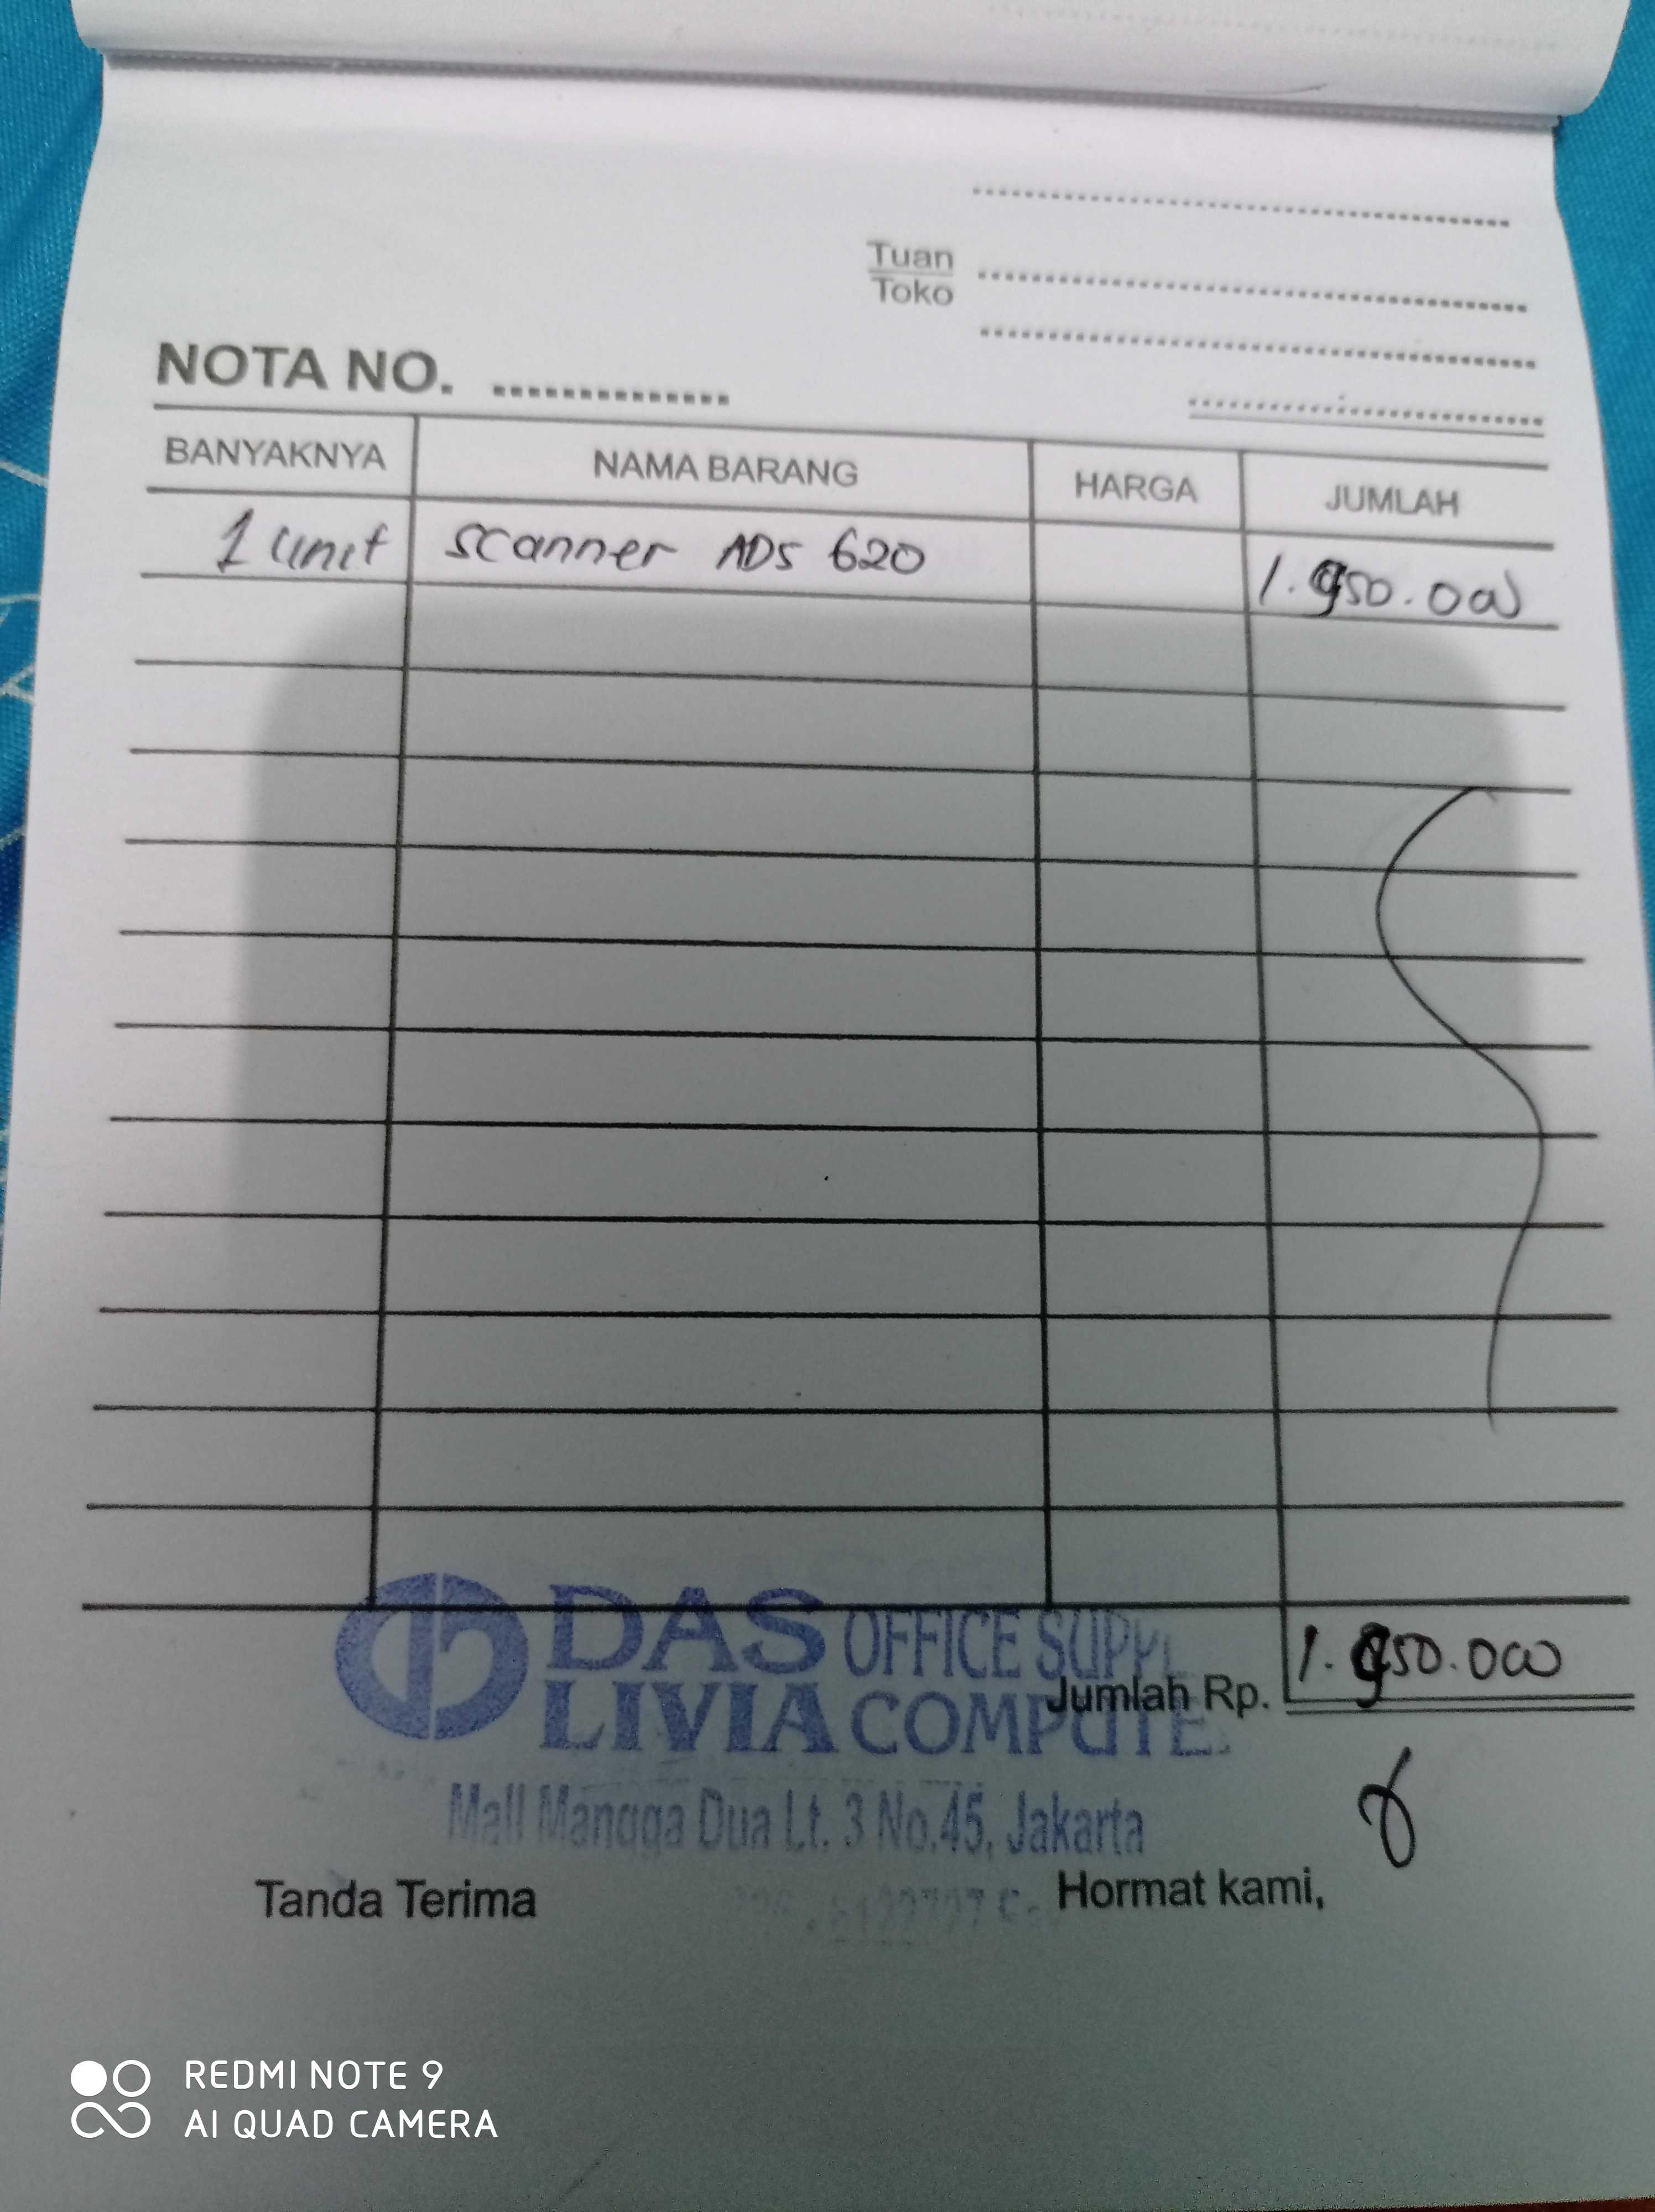 Tuan
Toko
NOTA NO.
BANYAKNYA NAMA BARANG HARGA JUMLAH
1 unit scanner ADS 620 1.950.000
DAS OFFICE SUPPL
Jumlah Rp. 1.950.000
LIVIA COMPUTE
Mall Mangga Dua Lt. 3 No.45, Jakarta
Tanda Terima Hormat kami,
REDMI NOTE 9
AI QUAD CAMERA